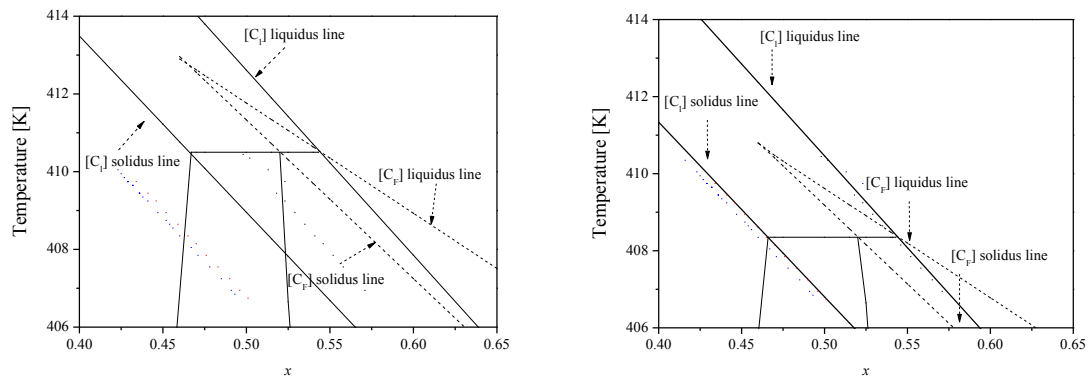 414
412
410
408
406
0.40
0.45
0.50
0.55
0.60
0.65
Temperature [K]
x
[C_I] liquidus line
[C_I] solidus line
[C_F] liquidus line
[C_F] solidus line
414
412
410
408
406
0.40
0.45
0.50
0.55
0.60
0.65
Temperature [K]
x
[C_I] liquidus line
[C_I] solidus line
[C_F] liquidus line
[C_F] solidus line